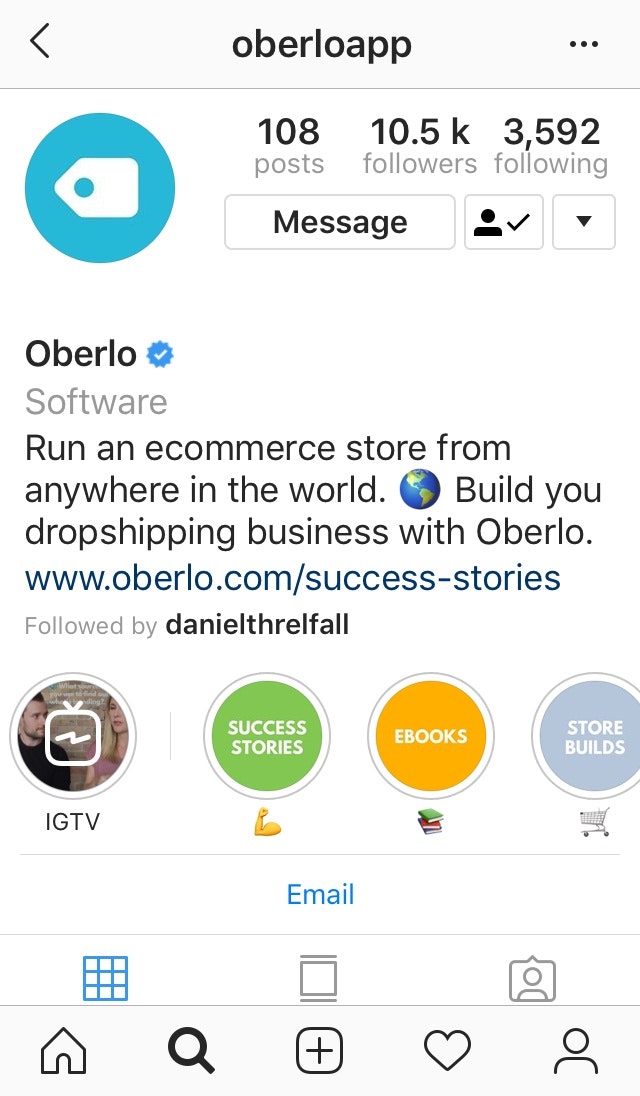 oberloapp
108 10.5 k 3,592
posts followers following
Message
Oberlo
Software
Run an ecommerce store from
anywhere in the world. 🌎 Build you
dropshipping business with Oberlo.
www.oberlo.com/success-stories
Followed by danielthrelfall
SUCCESS
STORIES
EBOOKS
STORE
BUILDS
IGTV
Email